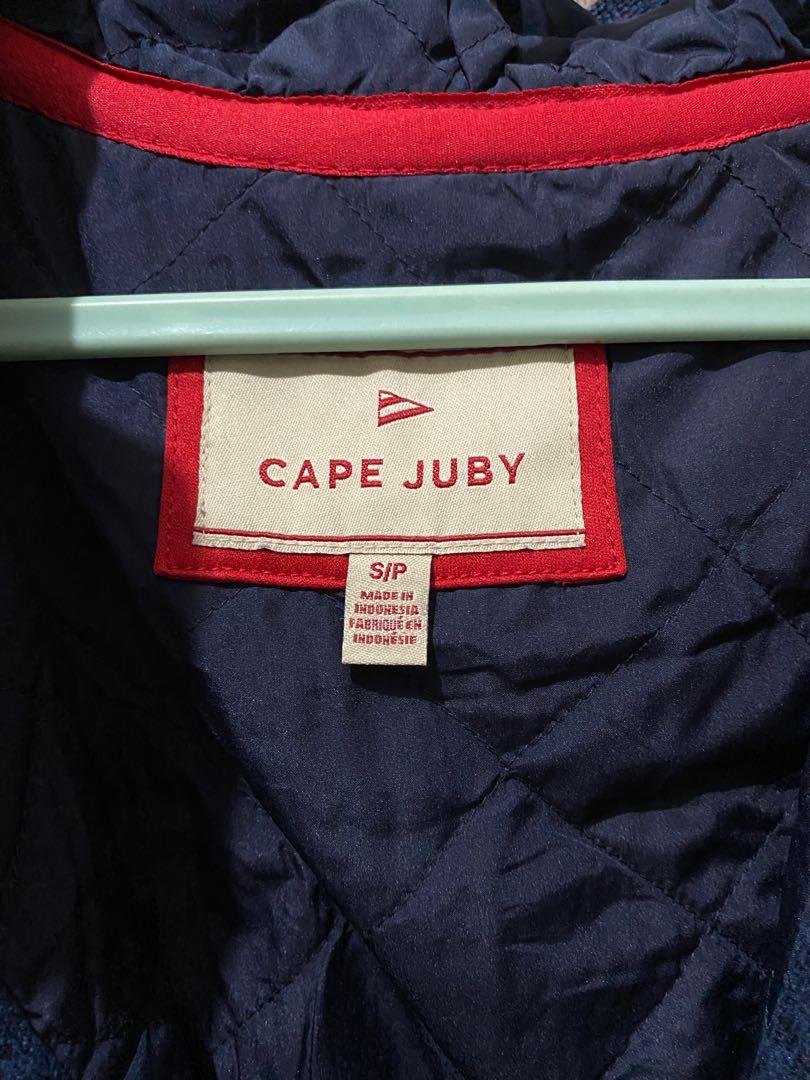 CAPE JUBY
S/P
MADE IN
INDONESIA
FABRIQUÉ EN
INDONÉSIE